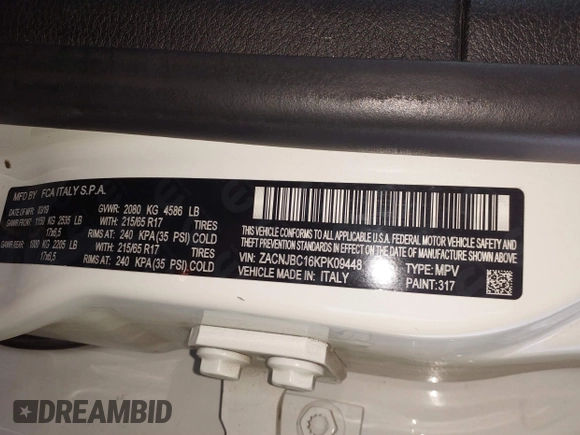 MFD BY FCA ITALY S.P.A.
DATE OF MFR 03/19 GVWR: 2080 KG 4586 LB
GAWR FRONT: 1150 KG 2535 LB WITH: 215/65 R17 TIRES
17x6.5 RIMS AT: 240 KPA (35 PSI) COLD
GAWR REAR: 1000 KG 2205 LB WITH: 215/65 R17 TIRES
17x6,5 RIMS AT: 240 KPA (35 PSI) COLD
THIS VEHICLE CONFORMS TO ALL APPLICABLE U.S.A. FEDERAL MOTOR VEHICLE SAFETY AND
THEFT PREVENTION STANDARDS IN EFFECT ON THE DATE OF MANUFACTURE SHOWN ABOVE
VIN: ZACNJBC16KPK09448 TYPE: MPV
VEHICLE MADE IN: ITALY PAINT: 317
DREAMBID